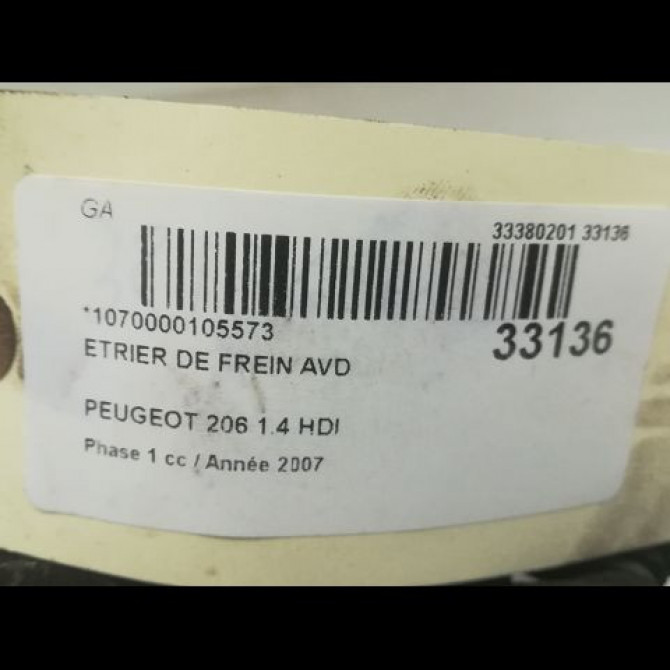 GA
33380201 33136
*1070000105573
33136
ETRIER DE FREIN AVD
PEUGEOT 206 1.4 HDI
Phase 1 cc / Année 2007